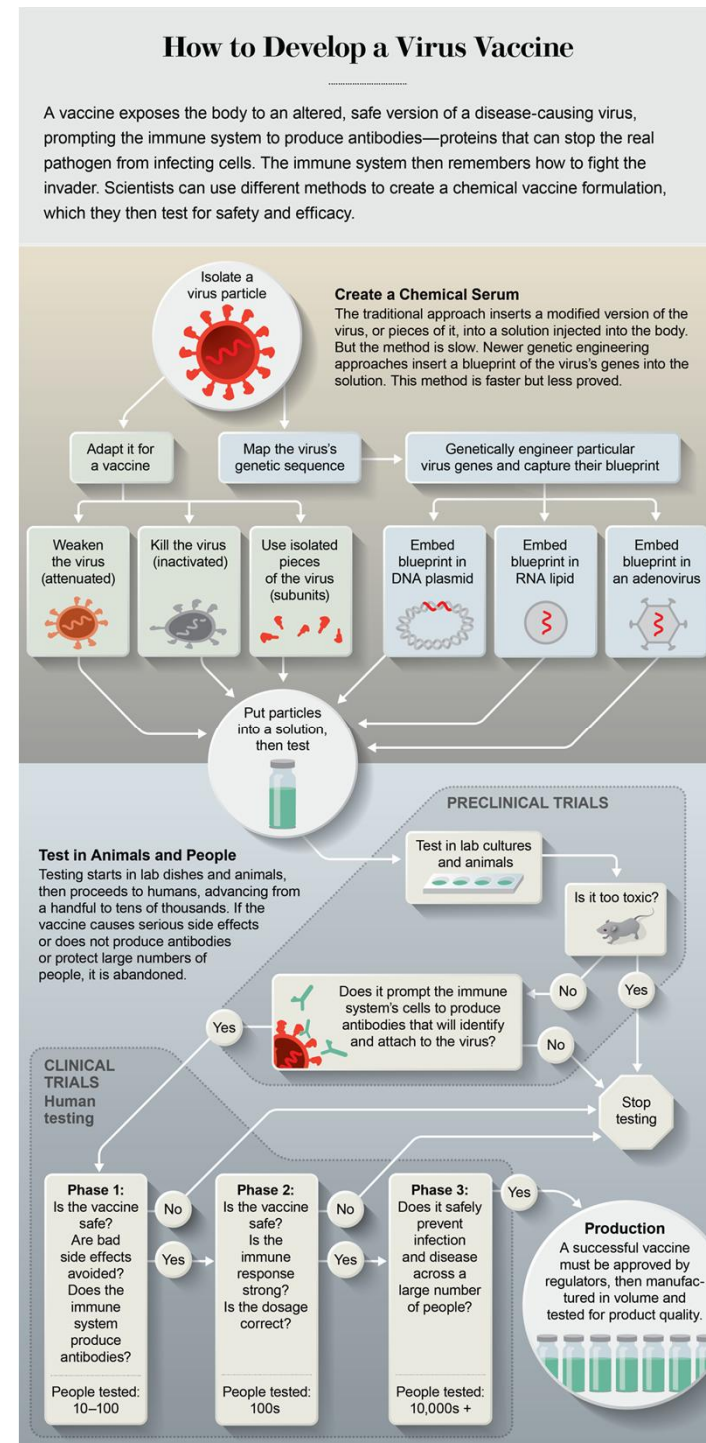 How to Develop a Virus Vaccine
A vaccine exposes the body to an altered, safe version of a disease-causing virus,
prompting the immune system to produce antibodies—proteins that can stop the real
pathogen from infecting cells. The immune system then remembers how to fight the
invader. Scientists can use different methods to create a chemical vaccine formulation,
which they then test for safety and efficacy.
Isolate a
virus particle
Create a Chemical Serum
The traditional approach inserts a modified version of the
virus, or pieces of it, into a solution injected into the body.
But the method is slow. Newer genetic engineering
approaches insert a blueprint of the virus's genes into the
solution. This method is faster but less proved.
Adapt it for
a vaccine
Map the virus's
genetic sequence
Genetically engineer particular
virus genes and capture their blueprint
Weaken
the virus
(attenuated)
Kill the virus
(inactivated)
Use isolated
pieces
of the virus
(subunits)
Embed
blueprint in
DNA plasmid
Embed
blueprint in
RNA lipid
Embed
blueprint in
an adenovirus
Put particles
into a solution,
then test
PRECLINICAL TRIALS
Test in Animals and People
Testing starts in lab dishes and animals,
then proceeds to humans, advancing from
a handful to tens of thousands. If the
vaccine causes serious side effects
or does not produce antibodies
or protect large numbers of
people, it is abandoned.
Test in lab cultures
and animals
Is it too toxic?
No
Yes
Does it prompt the immune
system's cells to produce
antibodies that will identify
and attach to the virus?
Yes
No
Stop
testing
CLINICAL
TRIALS
Human
testing
Phase 1:
Is the vaccine
safe?
Are bad
side effects
avoided?
Does the
immune
system
produce
antibodies?
People tested:
10–100
No
Yes
Phase 2:
Is the vaccine
safe?
Is the
immune
response
strong?
Is the dosage
correct?
People tested:
100s
No
Yes
Phase 3:
Does it safely
prevent
infection
and disease
across a
large number
of people?
People tested:
10,000s +
Yes
Production
A successful vaccine
must be approved by
regulators, then manufac-
tured in volume and
tested for product quality.